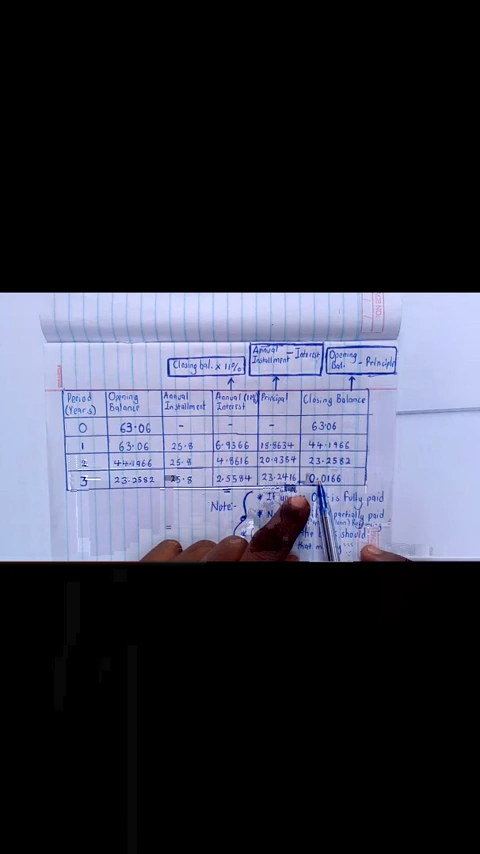 Closing bal. x 11%
Annual Installment - Interest
Opening Bal. - Principle
Period (Years) Opening Balance Annual Installment Annual (11%) Interest Principal Closing Balance
0 63.06 - - - 63.06
1 63.06 25.8 6.9366 18.8634 44.1966
2 44.1966 25.8 4.8616 20.9384 23.2582
3 23.2582 25.8 2.5584 23.2416 0.0166
Note:-
is fully paid
partially paid
should
that